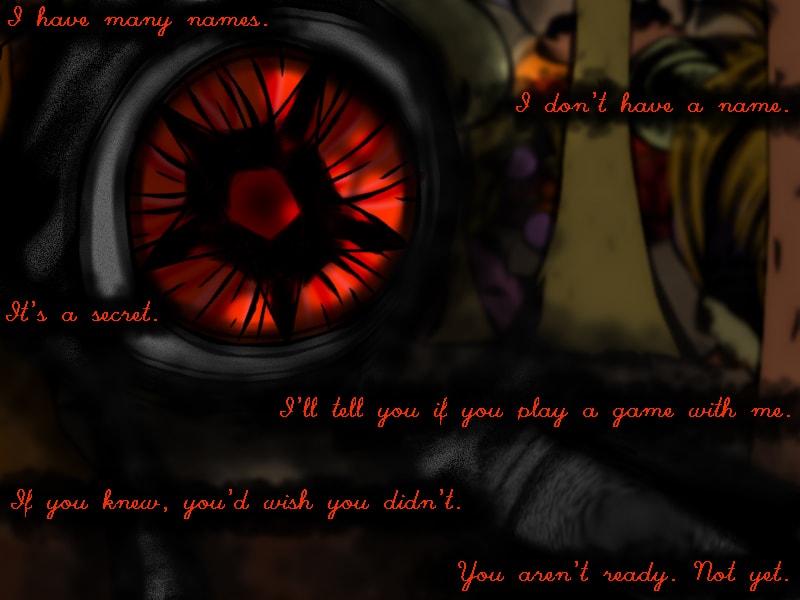 I have many names.
I don't have a name.
It's a secret.
I'll tell you if you play a game with me.
If you knew, you'd wish you didn't.
You aren't ready. Not yet.